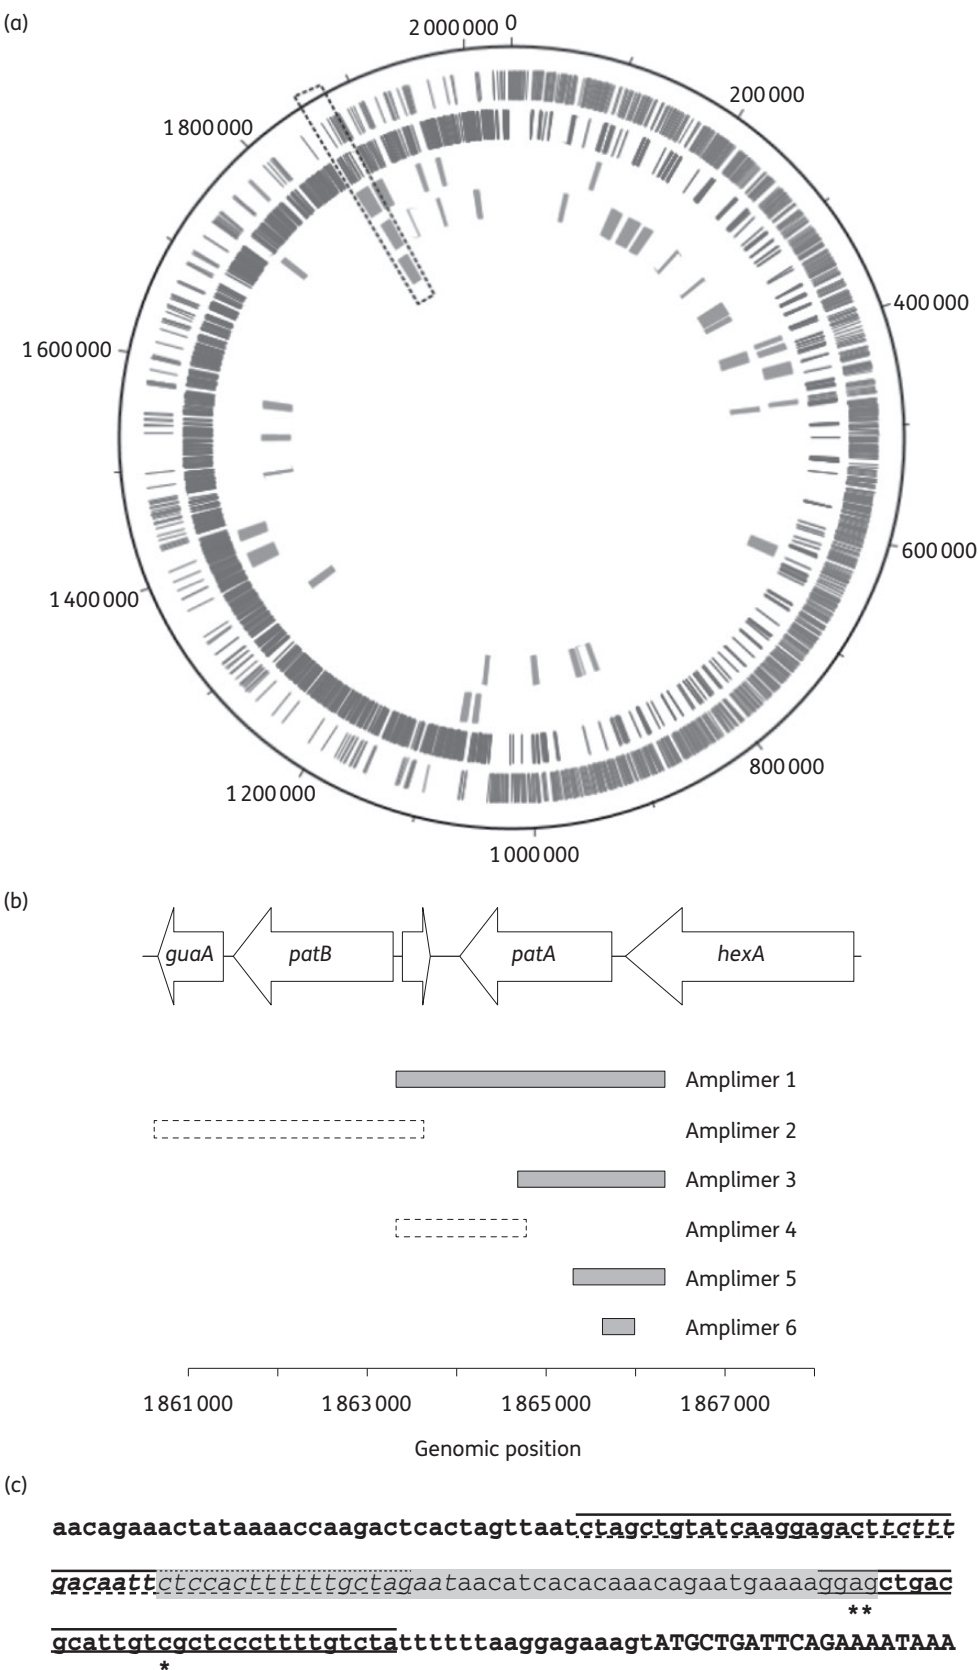 (a)
2 000 000 0
200 000
1 800 000
400 000
1 600 000
600 000
1 400 000
800 000
1 200 000
1 000 000
(b)
guaA patB patA hexA
Amplimer 1
Amplimer 2
Amplimer 3
Amplimer 4
Amplimer 5
Amplimer 6
1 861 000 1 863 000 1 865 000 1 867 000
Genomic position
(c)
aacagaaactataaaaccaagactcactagttaatctagctgtatcaaggagacttcttt
gacaattctccacttttttgctagaataacatcacacaaacagaatgaaaaggagctgac
**
gcattgtcgctcccttttgtctattttttaaggagaaagtATGCTGATTCAGAAAATAAA
*